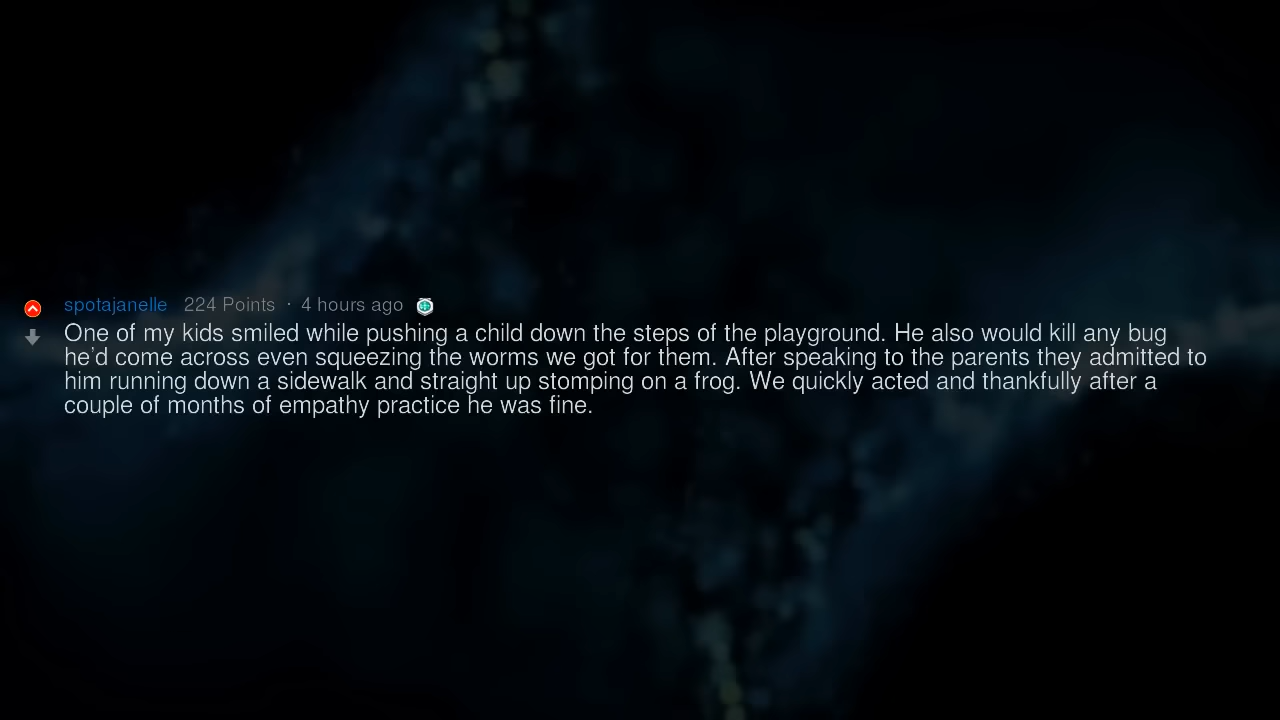 spotajanelle 224 Points · 4 hours ago
One of my kids smiled while pushing a child down the steps of the playground. He also would kill any bug
he'd come across even squeezing the worms we got for them. After speaking to the parents they admitted to
him running down a sidewalk and straight up stomping on a frog. We quickly acted and thankfully after a
couple of months of empathy practice he was fine.